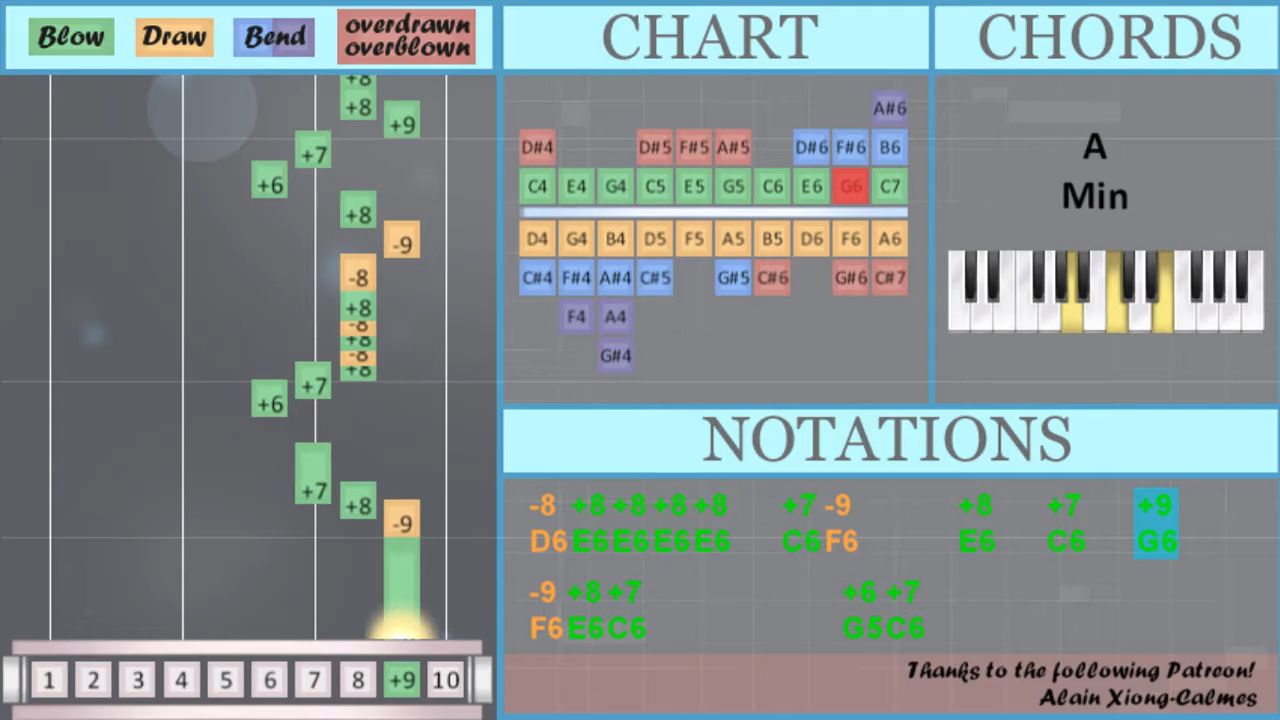 Blow Draw Bend overdrawn
overblown
CHART
CHORDS
+8
+8
+9
+7
+6
+8
-9
-8
+8
-8
+8
-8
+8
+7
+6
+7
+8
-9
1 2 3 4 5 6 7 8 +9 10
A#6
D#4 D#5 F#5 A#5 D#6 F#6 B6
C4 E4 G4 C5 E5 G5 C6 E6 G6 C7
D4 G4 B4 D5 F5 A5 B5 D6 F6 A6
C#4 F#4 A#4 C#5 G#5 C#6 G#6 C#7
F4 A4
G#4
A
Min
NOTATIONS
-8 +8 +8 +8 +8 +7 -9 +8 +7 +9
D6 E6 E6 E6 E6 C6 F6 E6 C6 G6
-9 +8 +7 +6 +7
F6 E6 C6 G5 C6
Thanks to the following Patreon!
Alain Xiong-Calmes